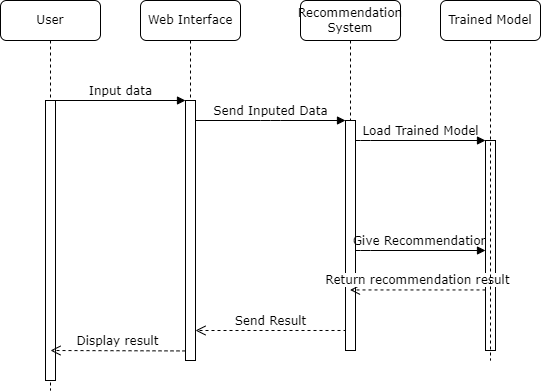 User
Web Interface
Recommendation
System
Trained Model
Input data
Send Inputed Data
Load Trained Model
Give Recommendation
Return recommendation result
Send Result
Display result